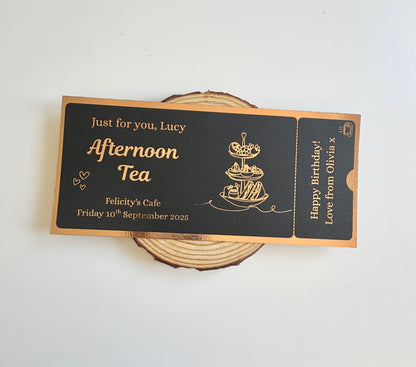 Just for you, Lucy
Afternoon
Tea
Felicity's Cafe
Friday 10th September 2025
Happy Birthday!
Love from Olivia x